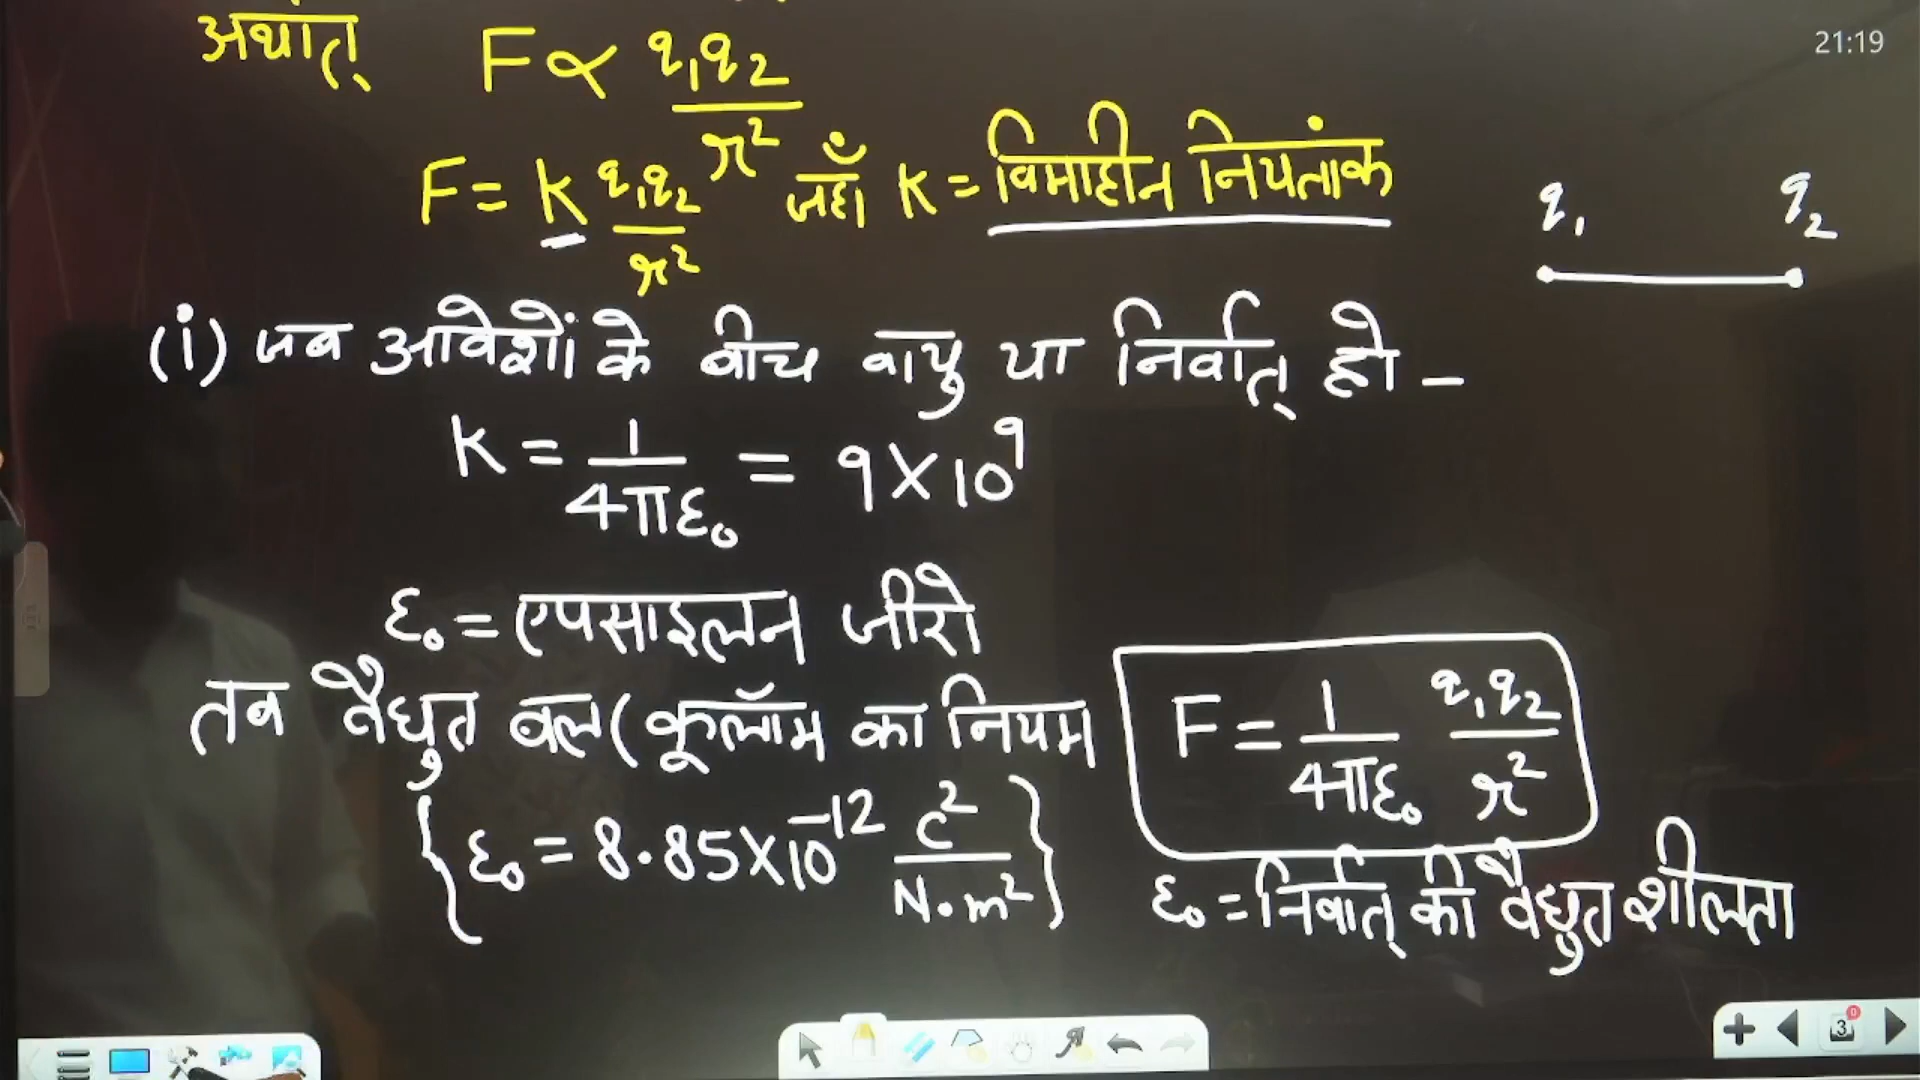 21:19
अर्थात् F ∝ q₁q₂/r²
F = K q₁q₂/r² जहाँ K = विमाहीन नियतांक
q₁ q₂
(i) जब आवेशों के बीच वायु या निर्वात् हो –
K = 1/4πε₀ = 9×10⁹
ε₀ = एपसाइलन जीरो
तब वैद्युत बल (कूलॉम का नियम F = 1/4πε₀ q₁q₂/r²
{ε₀ = 8.85×10⁻¹² C²/N.m²} ε₀ = निर्वात् की वैद्युत शीलता
3